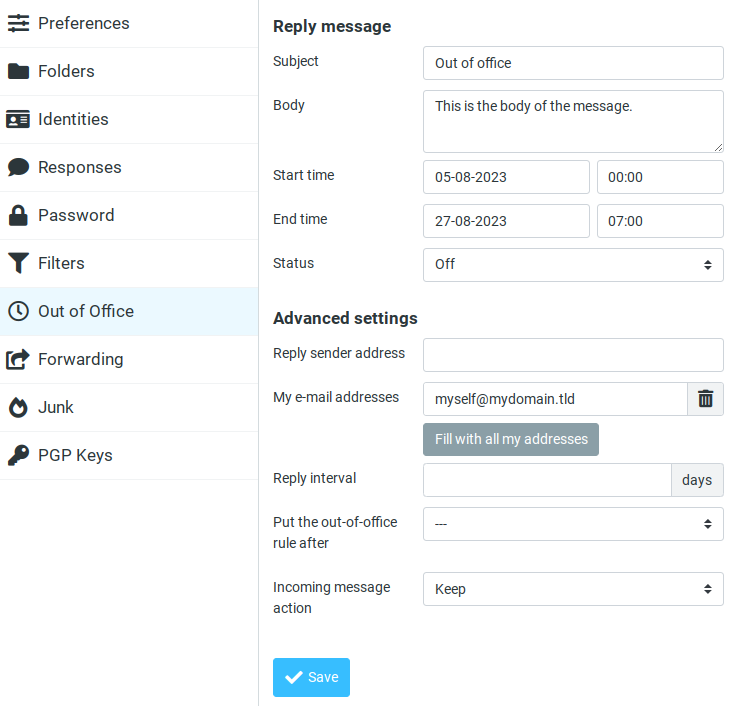 Preferences
Folders
Identities
Responses
Password
Filters
Out of Office
Forwarding
Junk
PGP Keys
Reply message
Subject
Out of office
Body
This is the body of the message.
Start time
05-08-2023
00:00
End time
27-08-2023
07:00
Status
Off
Advanced settings
Reply sender address
My e-mail addresses
myself@mydomain.tld
Fill with all my addresses
Reply interval
days
Put the out-of-office
rule after
---
Incoming message
action
Keep
Save